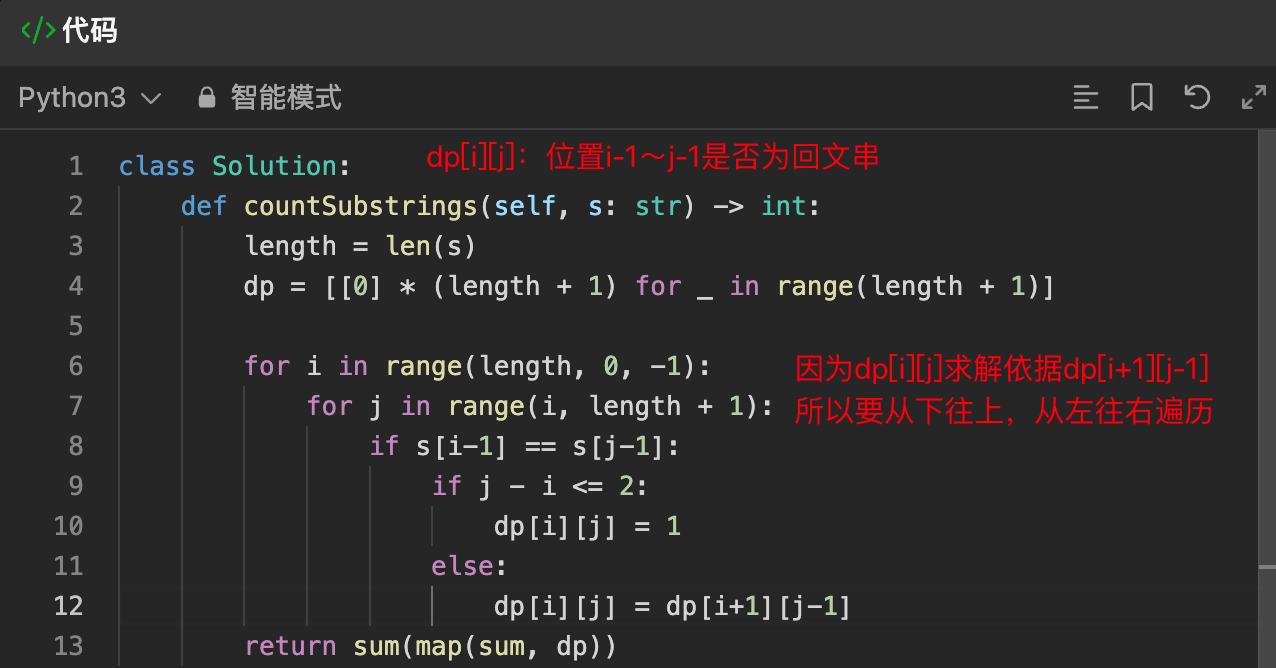 </> 代码
Python3 智能模式
1 class Solution: dp[i][j]：位置i-1～j-1是否为回文串
2 def countSubstrings(self, s: str) -> int:
3 length = len(s)
4 dp = [[0] * (length + 1) for _ in range(length + 1)]
5
6 for i in range(length, 0, -1): 因为dp[i][j]求解依据dp[i+1][j-1]
7 for j in range(i, length + 1): 所以要从下往上，从左往右遍历
8 if s[i-1] == s[j-1]:
9 if j - i <= 2:
10 dp[i][j] = 1
11 else:
12 dp[i][j] = dp[i+1][j-1]
13 return sum(map(sum, dp))